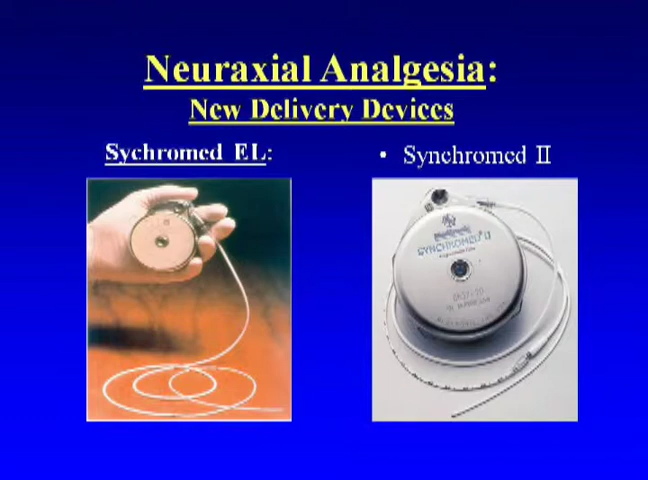 Neuraxial Analgesia:
New Delivery Devices
Sychromed EL:
• Synchromed II
SYNCHROMED II